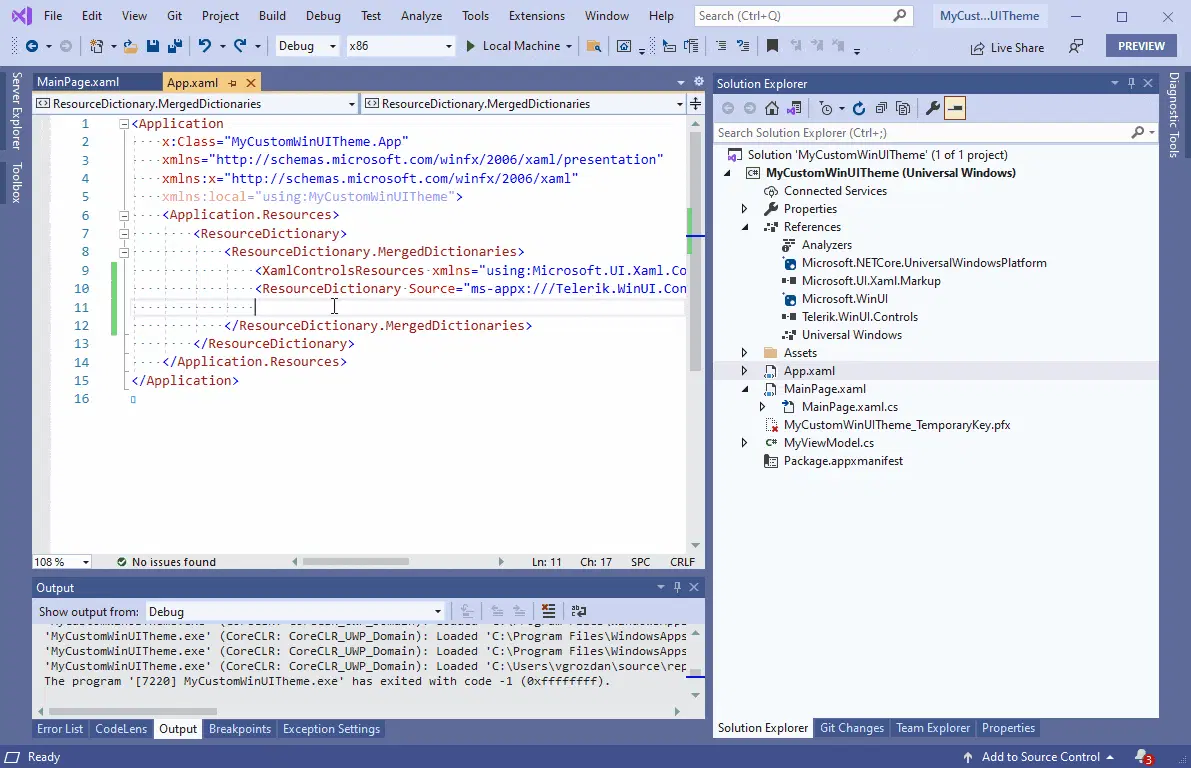 File Edit View Git Project Build Debug Test Analyze Tools Extensions Window Help Search (Ctrl+Q) MyCust...UITheme
Debug x86 Local Machine Live Share PREVIEW
Server Explorer
Toolbox
MainPage.xaml App.xaml
ResourceDictionary.MergedDictionaries ResourceDictionary.MergedDictionaries
1 <Application
2 x:Class="MyCustomWinUITheme.App"
3 xmlns="http://schemas.microsoft.com/winfx/2006/xaml/presentation"
4 xmlns:x="http://schemas.microsoft.com/winfx/2006/xaml"
5 xmlns:local="using:MyCustomWinUITheme">
6 <Application.Resources>
7 <ResourceDictionary>
8 <ResourceDictionary.MergedDictionaries>
9 <XamlControlsResources xmlns="using:Microsoft.UI.Xaml.Co
10 <ResourceDictionary Source="ms-appx:///Telerik.WinUI.Con
11
12 </ResourceDictionary.MergedDictionaries>
13 </ResourceDictionary>
14 </Application.Resources>
15 </Application>
16
108 % No issues found Ln: 11 Ch: 17 SPC CRLF
Output
Show output from: Debug
'MyCustomWinUITheme.exe' (CoreCLR: CoreCLR_UWP_Domain): Loaded 'C:\Program Files\WindowsApps
'MyCustomWinUITheme.exe' (CoreCLR: CoreCLR_UWP_Domain): Loaded 'C:\Program Files\WindowsApps
'MyCustomWinUITheme.exe' (CoreCLR: CoreCLR_UWP_Domain): Loaded 'C:\Users\vgrozdan\source\rep
The program '[7220] MyCustomWinUITheme.exe' has exited with code -1 (0xffffffff).
Error List CodeLens Output Breakpoints Exception Settings
Solution Explorer
Search Solution Explorer (Ctrl+;)
Solution 'MyCustomWinUITheme' (1 of 1 project)
MyCustomWinUITheme (Universal Windows)
Connected Services
Properties
References
Analyzers
Microsoft.NETCore.UniversalWindowsPlatform
Microsoft.UI.Xaml.Markup
Microsoft.WinUI
Telerik.WinUI.Controls
Universal Windows
Assets
App.xaml
MainPage.xaml
MainPage.xaml.cs
MyCustomWinUITheme_TemporaryKey.pfx
C# MyViewModel.cs
Package.appxmanifest
Solution Explorer Git Changes Team Explorer Properties
Diagnostic Tools
Ready Add to Source Control 3